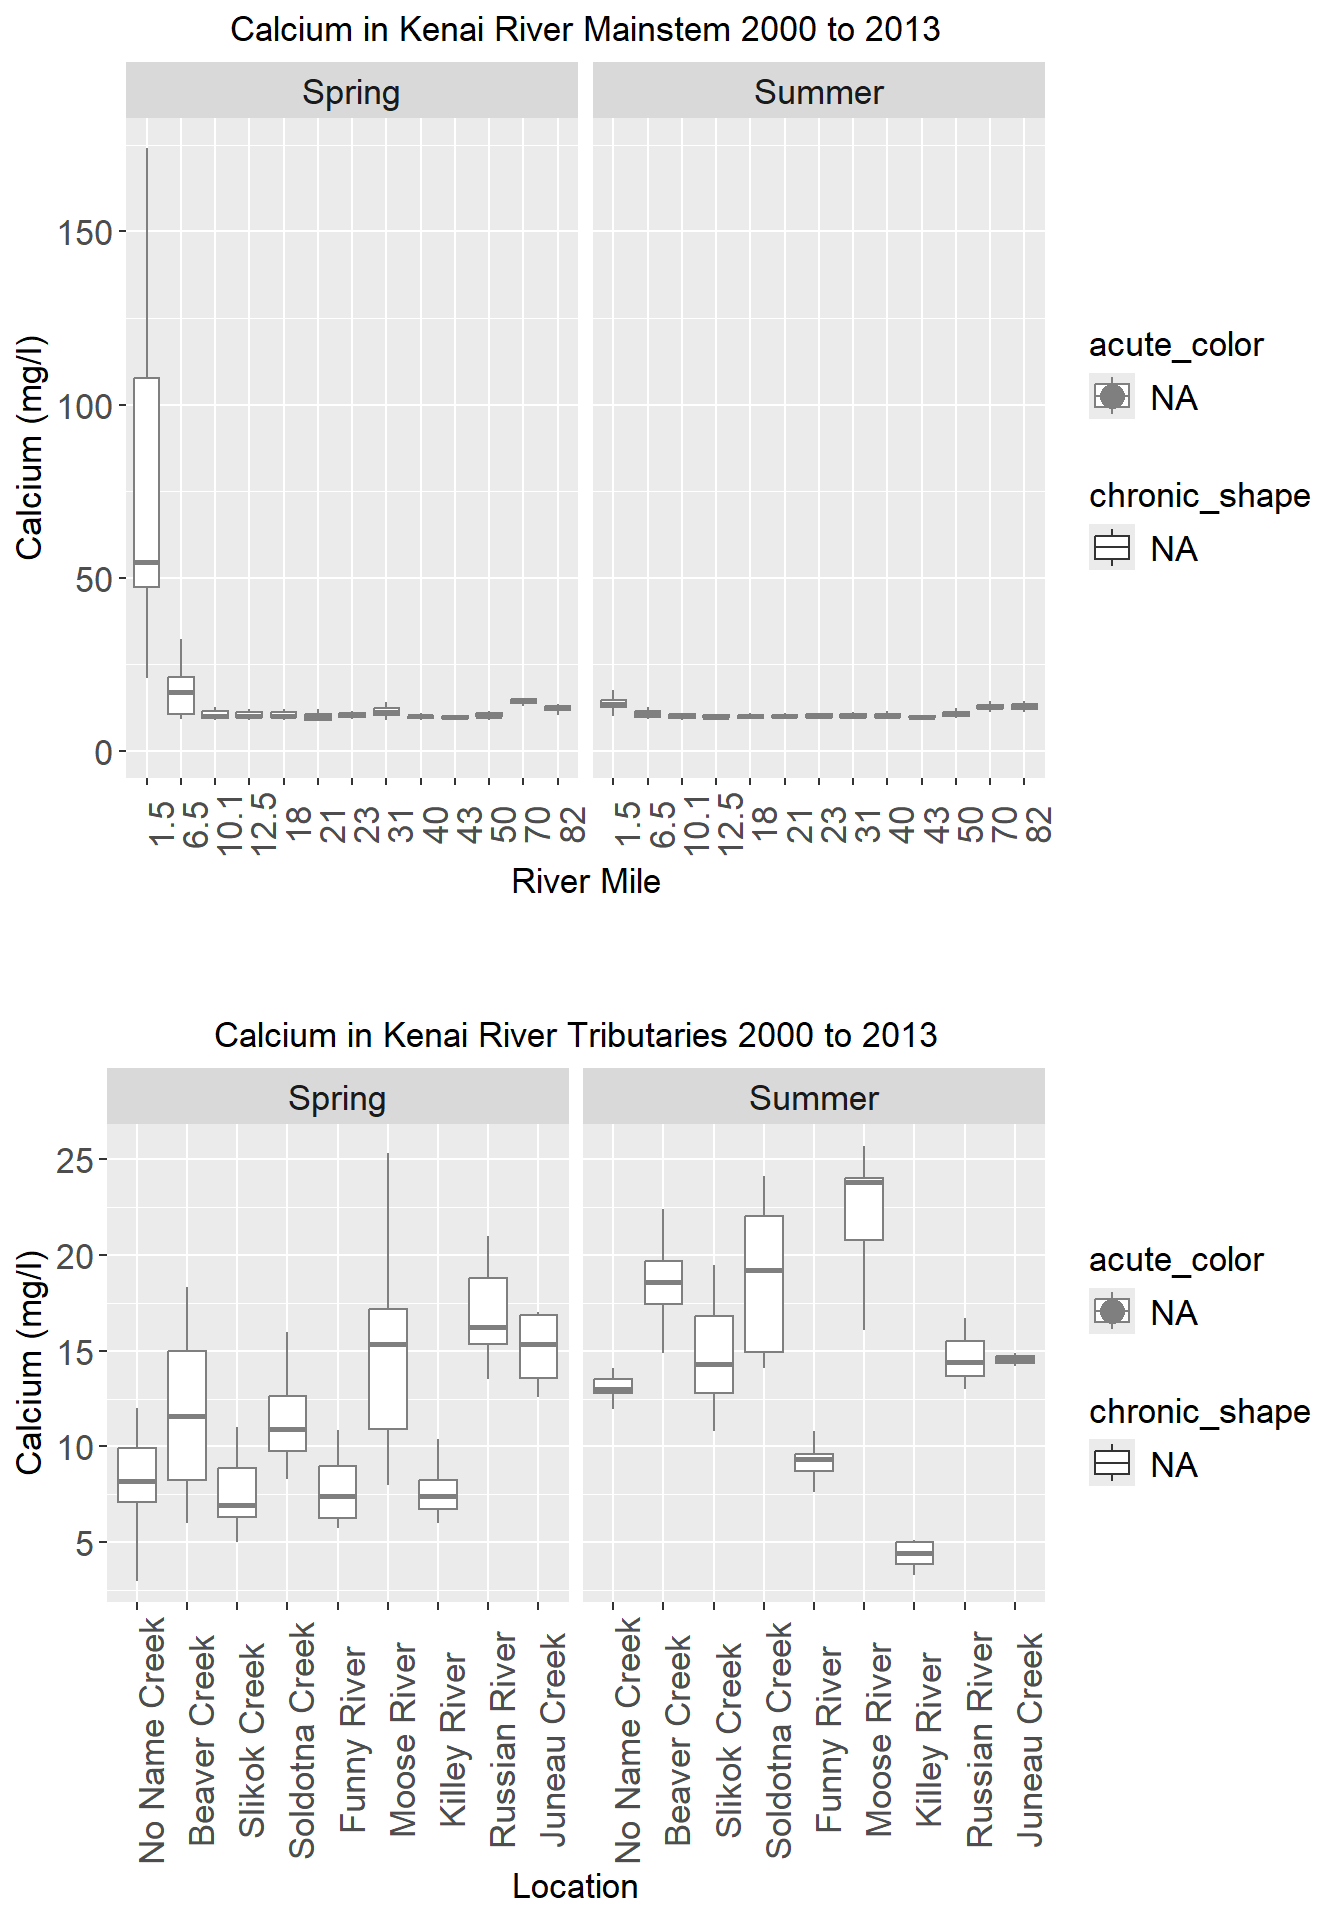 Calcium in Kenai River Mainstem 2000 to 2013
Spring
Summer
Calcium (mg/l)
150
100
50
0
1.5
6.5
10.1
12.5
18
21
23
31
40
43
50
70
82
1.5
6.5
10.1
12.5
18
21
23
31
40
43
50
70
82
River Mile
acute_color
NA
chronic_shape
NA
Calcium in Kenai River Tributaries 2000 to 2013
Spring
Summer
Calcium (mg/l)
25
20
15
10
5
No Name Creek
Beaver Creek
Slikok Creek
Soldotna Creek
Funny River
Moose River
Killey River
Russian River
Juneau Creek
No Name Creek
Beaver Creek
Slikok Creek
Soldotna Creek
Funny River
Moose River
Killey River
Russian River
Juneau Creek
Location
acute_color
NA
chronic_shape
NA